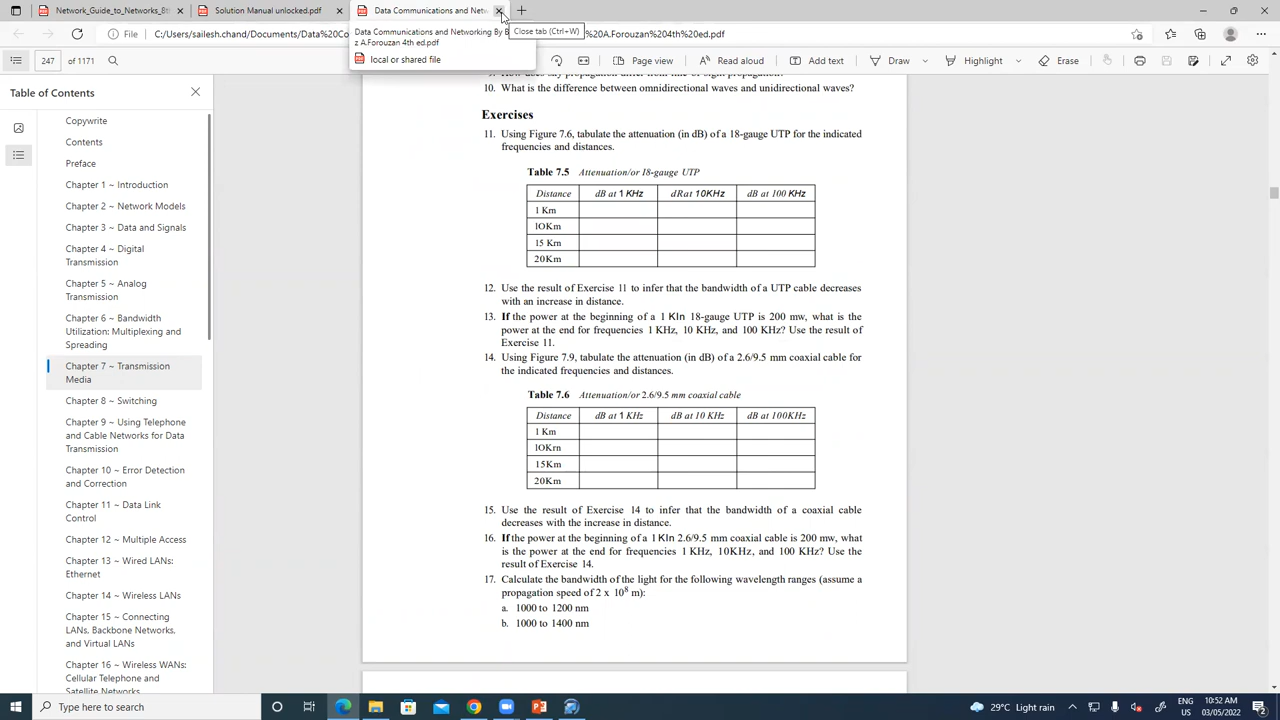 Network_Guide_to_Networks_8t
Solution Manual unlocked.pdf
Data Communications and Netw
File
C:/Users/sailesh.chand/Documents/Data%20Co
%20A.Forouzan%204th%20ed.pdf
Data Communications and Networking By B
z A.Forouzan 4th ed.pdf
local or shared file
Close tab (Ctrl+W)
247 of 1171
Page view
Read aloud
Add text
Draw
Highlight
Erase
Table of Contents
Copywrite
Contents
Preface
Chapter 1 ~ Introduction
Chapter 2 ~ Network Models
Chapter 3 ~ Data and Signals
Chapter 4 ~ Digital
Transmission
Chapter 5 ~ Analog
Transmission
Chapter 6 ~ Bandwidth
Utilization: Multiplexing and
Spreading
Chapter 7 ~ Transmission
Media
Chapter 8 ~ Switching
Chapter 9 ~ Using Telephone
and Cable Networks for Data
Transmission
Chapter 10 ~ Error Detection
and Correction
Chapter 11 ~ Data Link
Control
Chapter 12 ~ Multiple Access
Chapter 13 ~ Wired LANs:
Ethernet
Chapter 14 ~ Wireless LANs
Chapter 15 ~ Connecting
LANs, Backbone Networks,
and Virtual LANs
Chapter 16 ~ Wireless WANs:
Cellular Telephone and
Satellite Networks
10. What is the difference between omnidirectional waves and unidirectional waves?
Exercises
11. Using Figure 7.6, tabulate the attenuation (in dB) of a 18-gauge UTP for the indicated
frequencies and distances.
Table 7.5 Attenuation/or I8-gauge UTP
Distance dB at 1 KHz dRat 10KHz dB at 100 KHz
1 Krn
lOKm
15 Krn
20Km
12. Use the result of Exercise 11 to infer that the bandwidth of a UTP cable decreases
with an increase in distance.
13. If the power at the beginning of a 1 KIn 18-gauge UTP is 200 mw, what is the
power at the end for frequencies 1 KHz, 10 KHz, and 100 KHz? Use the result of
Exercise 11.
14. Using Figure 7.9, tabulate the attenuation (in dB) of a 2.6/9.5 mm coaxial cable for
the indicated frequencies and distances.
Table 7.6 Attenuation/or 2.6/9.5 mm coaxial cable
Distance dB at 1 KHz dB at 10 KHz dB at 100KHz
1 Km
lOKrn
15Km
20Km
15. Use the result of Exercise 14 to infer that the bandwidth of a coaxial cable
decreases with the increase in distance.
16. If the power at the beginning of a 1 KIn 2.6/9.5 mm coaxial cable is 200 mw, what
is the power at the end for frequencies 1 KHz, 10KHz, and 100 KHz? Use the
result of Exercise 14.
17. Calculate the bandwidth of the light for the following wavelength ranges (assume a
propagation speed of 2 x 10⁸ m):
a. 1000 to 1200 nm
b. 1000 to 1400 nm
Type here to search
29°C Light rain
ENG
US
10:52 AM
03/05/2022
2